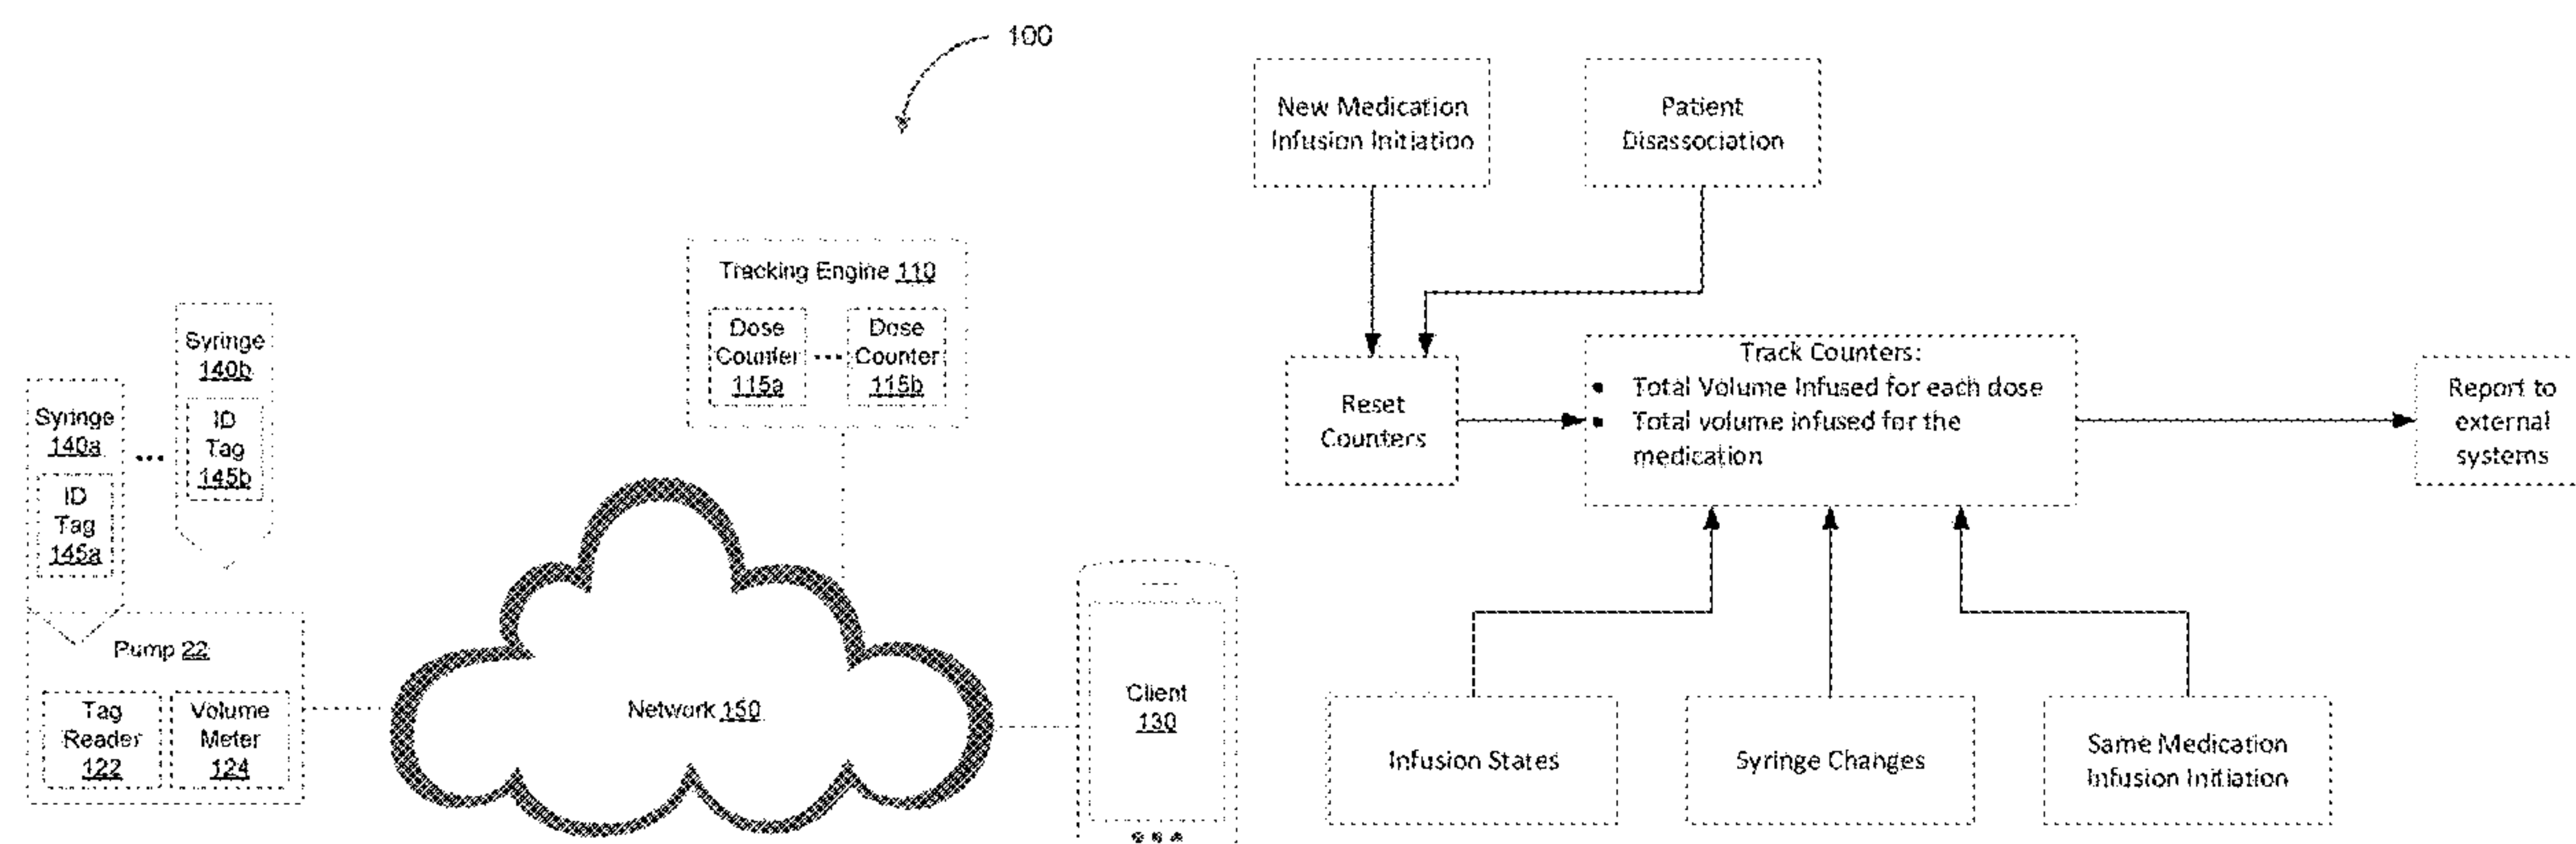 100
Tracking Engine 110
Dose
Counter
115a
...
Dose
Counter
115b
Syringe
140b
ID
Tag
145b
Syringe
140a
...
ID
Tag
145a
Pump 22
Tag
Reader
122
Volume
Meter
124
Network 150
Client
130
New Medication
Infusion Initiation
Patient
Disassociation
Reset
Counters
Track Counters:
• Total Volume Infused for each dose
• Total volume infused for the
medication
Report to
external
systems
Infusion States
Syringe Changes
Same Medication
Infusion Initiation